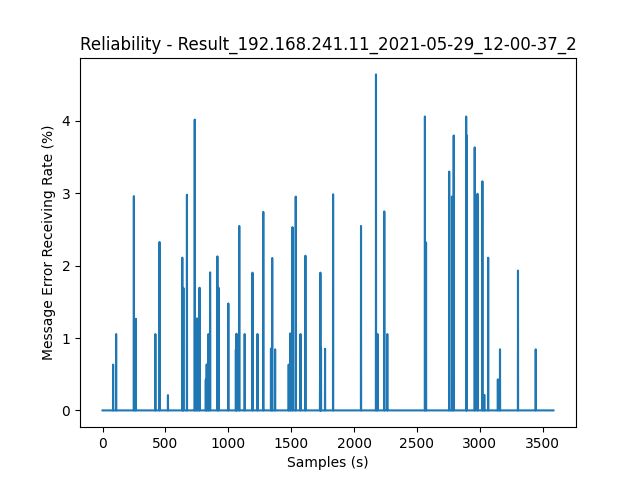 Reliability - Result_192.168.241.11_2021-05-29_12-00-37_2
Message Error Receiving Rate (%)
4
3
2
1
0
0 500 1000 1500 2000 2500 3000 3500
Samples (s)